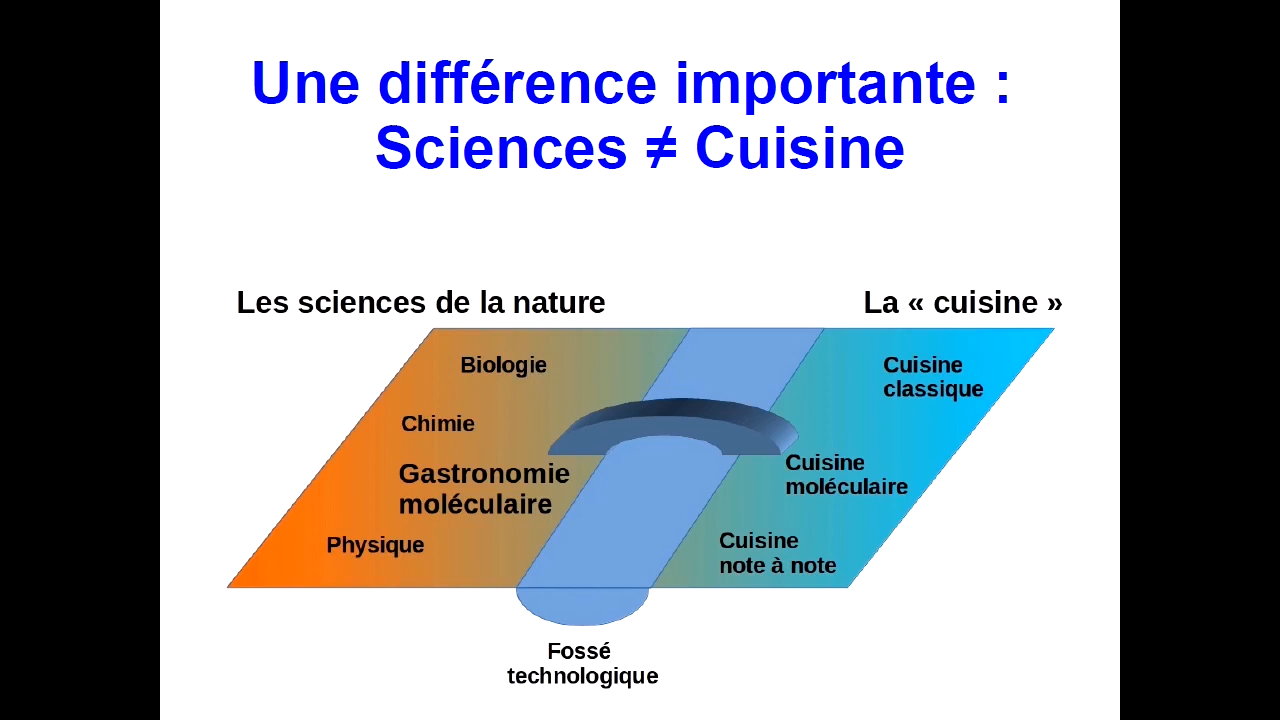 Une différence importante :
Sciences ≠ Cuisine
Les sciences de la nature
La « cuisine »
Biologie
Chimie
Gastronomie
moléculaire
Physique
Cuisine
classique
Cuisine
moléculaire
Cuisine
note à note
Fossé
technologique